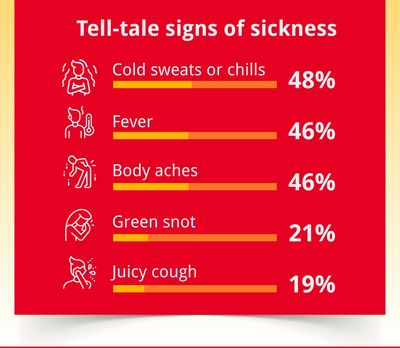 Tell-tale signs of sickness
Cold sweats or chills
48%
Fever
46%
Body aches
46%
Green snot
21%
Juicy cough
19%